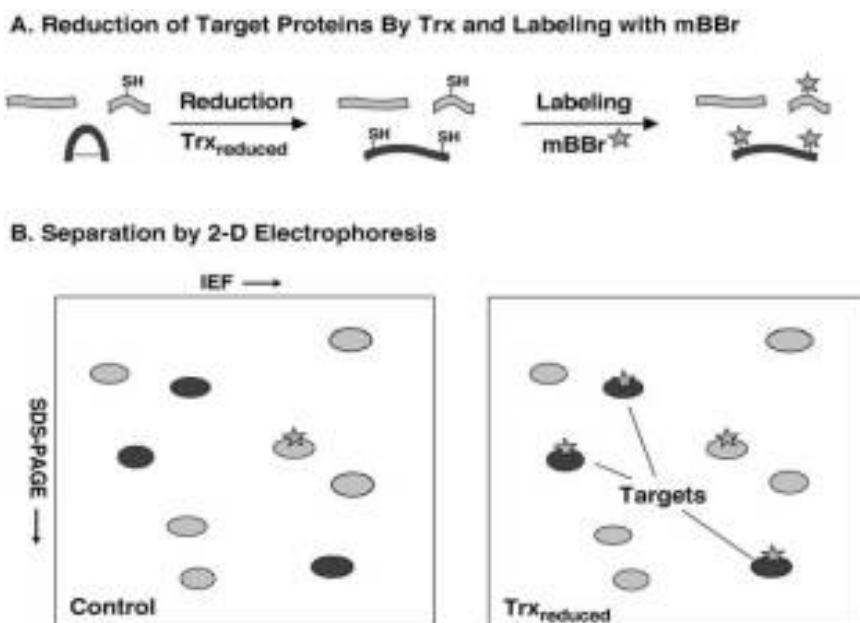 A. Reduction of Target Proteins By Trx and Labeling with mBBr
SH
SH
Reduction
Trxreduced
SH
SH
Labeling
mBBr
B. Separation by 2-D Electrophoresis
IEF
SDS-PAGE
Targets
Control
Trxreduced